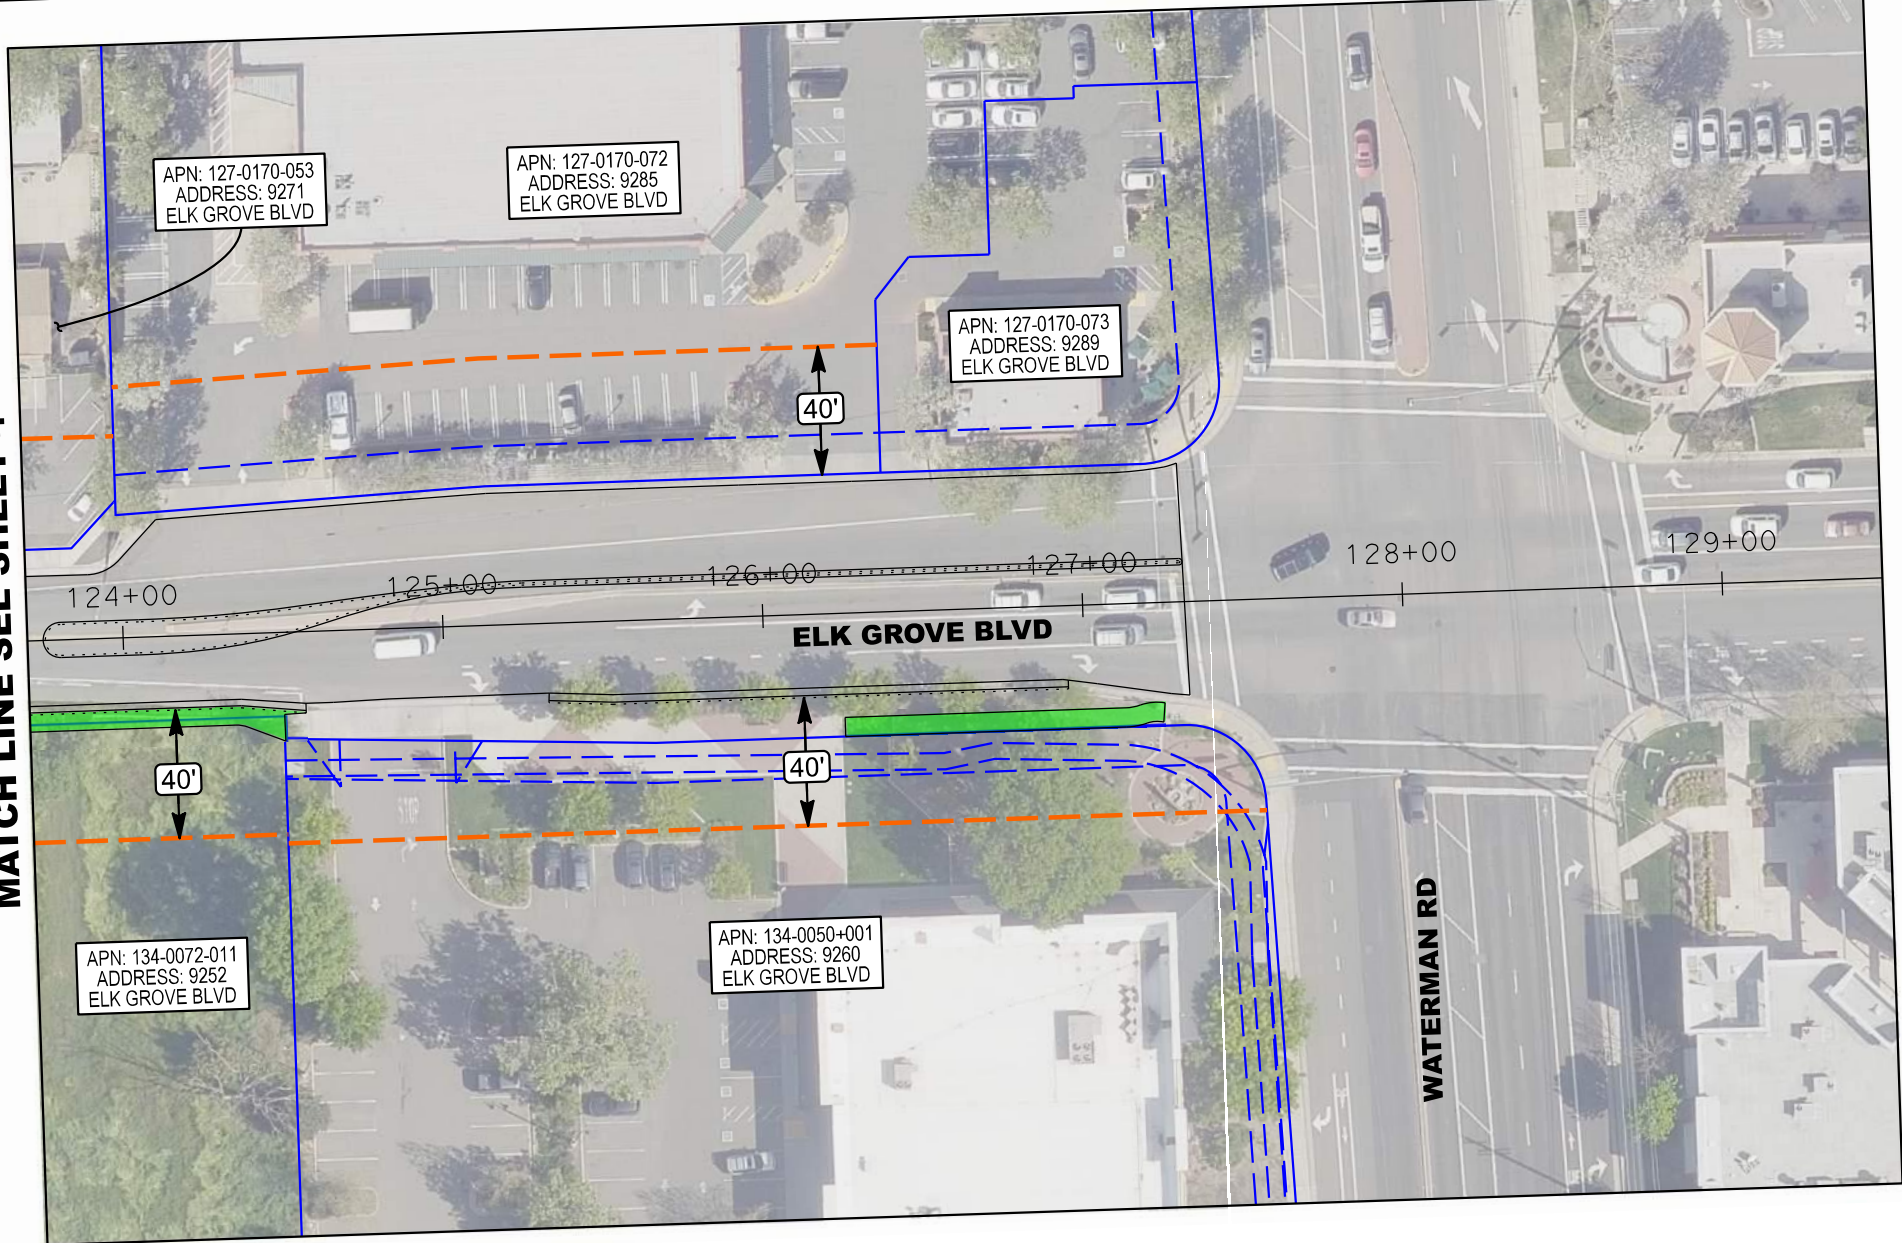 APN: 127-0170-053
ADDRESS: 9271
ELK GROVE BLVD
APN: 127-0170-072
ADDRESS: 9285
ELK GROVE BLVD
APN: 127-0170-073
ADDRESS: 9289
ELK GROVE BLVD
40'
124+00
125+00
126+00
127+00
128+00
129+00
ELK GROVE BLVD
40'
40'
STOP
APN: 134-0072-011
ADDRESS: 9252
ELK GROVE BLVD
APN: 134-0050+001
ADDRESS: 9260
ELK GROVE BLVD
WATERMAN RD
MATCH LINE SEE SHEET